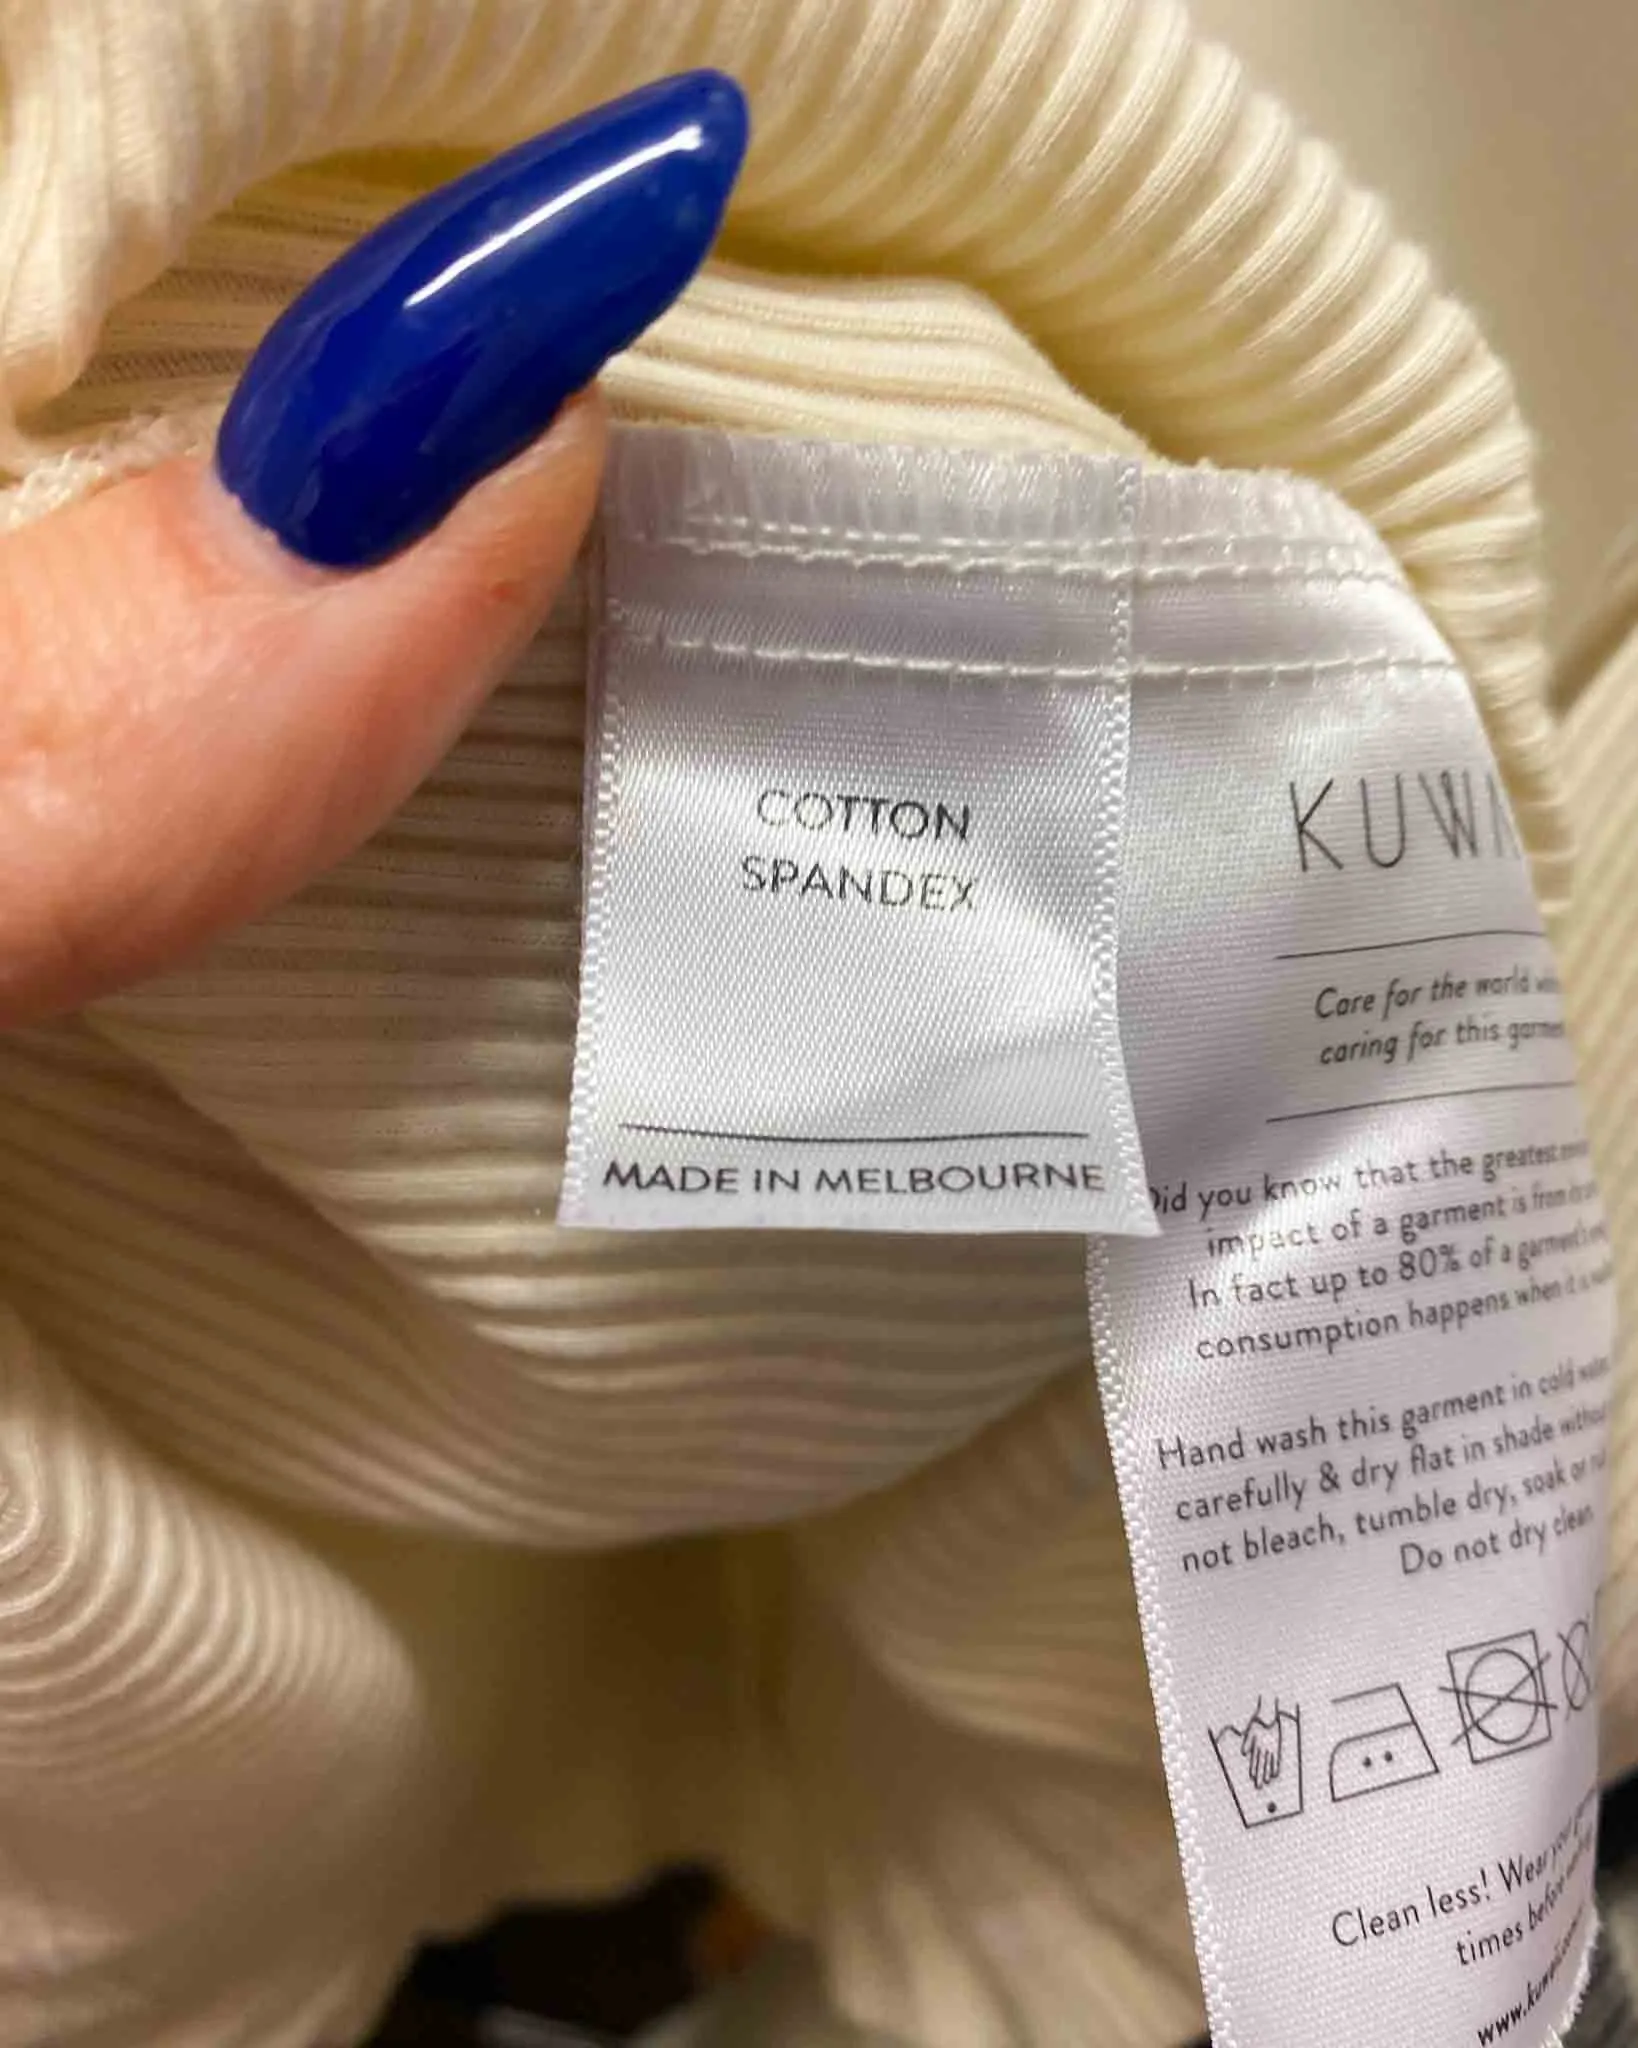 COTTON
SPANDEX
MADE IN MELBOURNE
Care for the world
caring for this
Did you know that the greatest
impact of a garment is from
In fact up to 80% of a garment's
consumption happens when it is
Hand wash this garment in cold
carefully & dry flat in shade without
not bleach, tumble dry, soak or
Do not dry clean
Clean less! Wear
times before